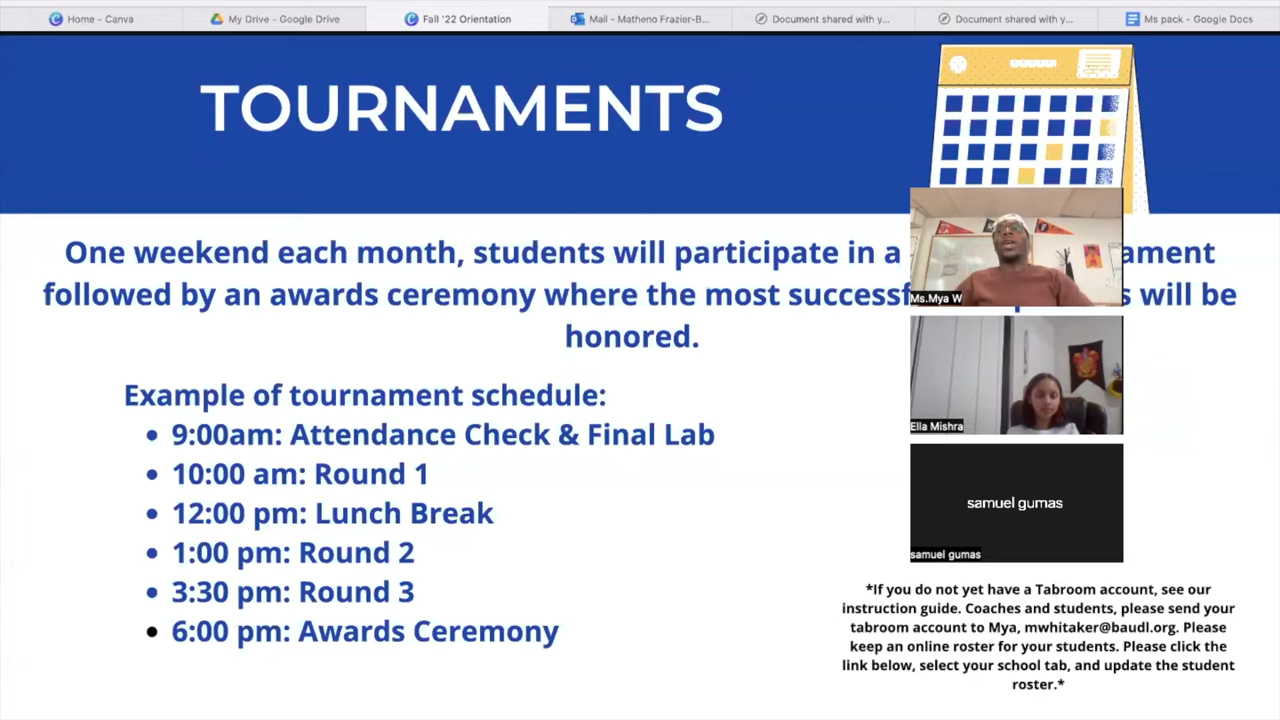 Home - Canva
My Drive - Google Drive
Fall '22 Orientation
Mail - Matheno Frazier-B...
Document shared with y...
Document shared with y...
Ms pack - Google Docs
TOURNAMENTS
One weekend each month, students will participate in a ament
followed by an awards ceremony where the most successf s will be
honored.
Example of tournament schedule:
• 9:00am: Attendance Check & Final Lab
• 10:00 am: Round 1
• 12:00 pm: Lunch Break
• 1:00 pm: Round 2
• 3:30 pm: Round 3
• 6:00 pm: Awards Ceremony
Ms.Mya W
Ella Mishra
samuel gumas
samuel gumas
*If you do not yet have a Tabroom account, see our
instruction guide. Coaches and students, please send your
tabroom account to Mya, mwhitaker@baudl.org. Please
keep an online roster for your students. Please click the
link below, select your school tab, and update the student
roster.*